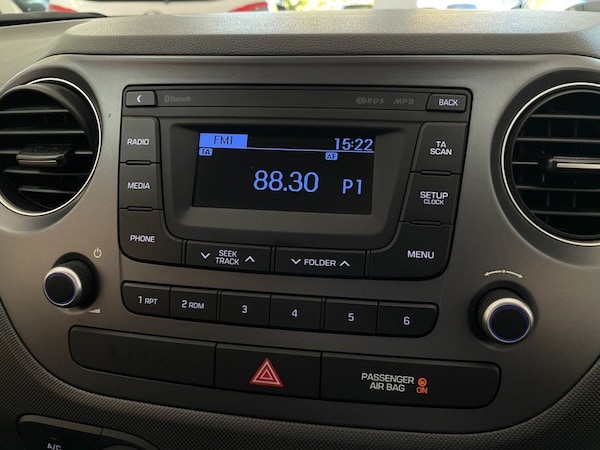 Bluetooth RDS MP3 BACK
RADIO FM1 15:22 TA
SCAN
TA AF
MEDIA 88.30 P1 SETUP
CLOCK
PHONE SEEK
TRACK FOLDER MENU
1 RPT 2 RDM 3 4 5 6
PASSENGER
AIR BAG ON
A/C